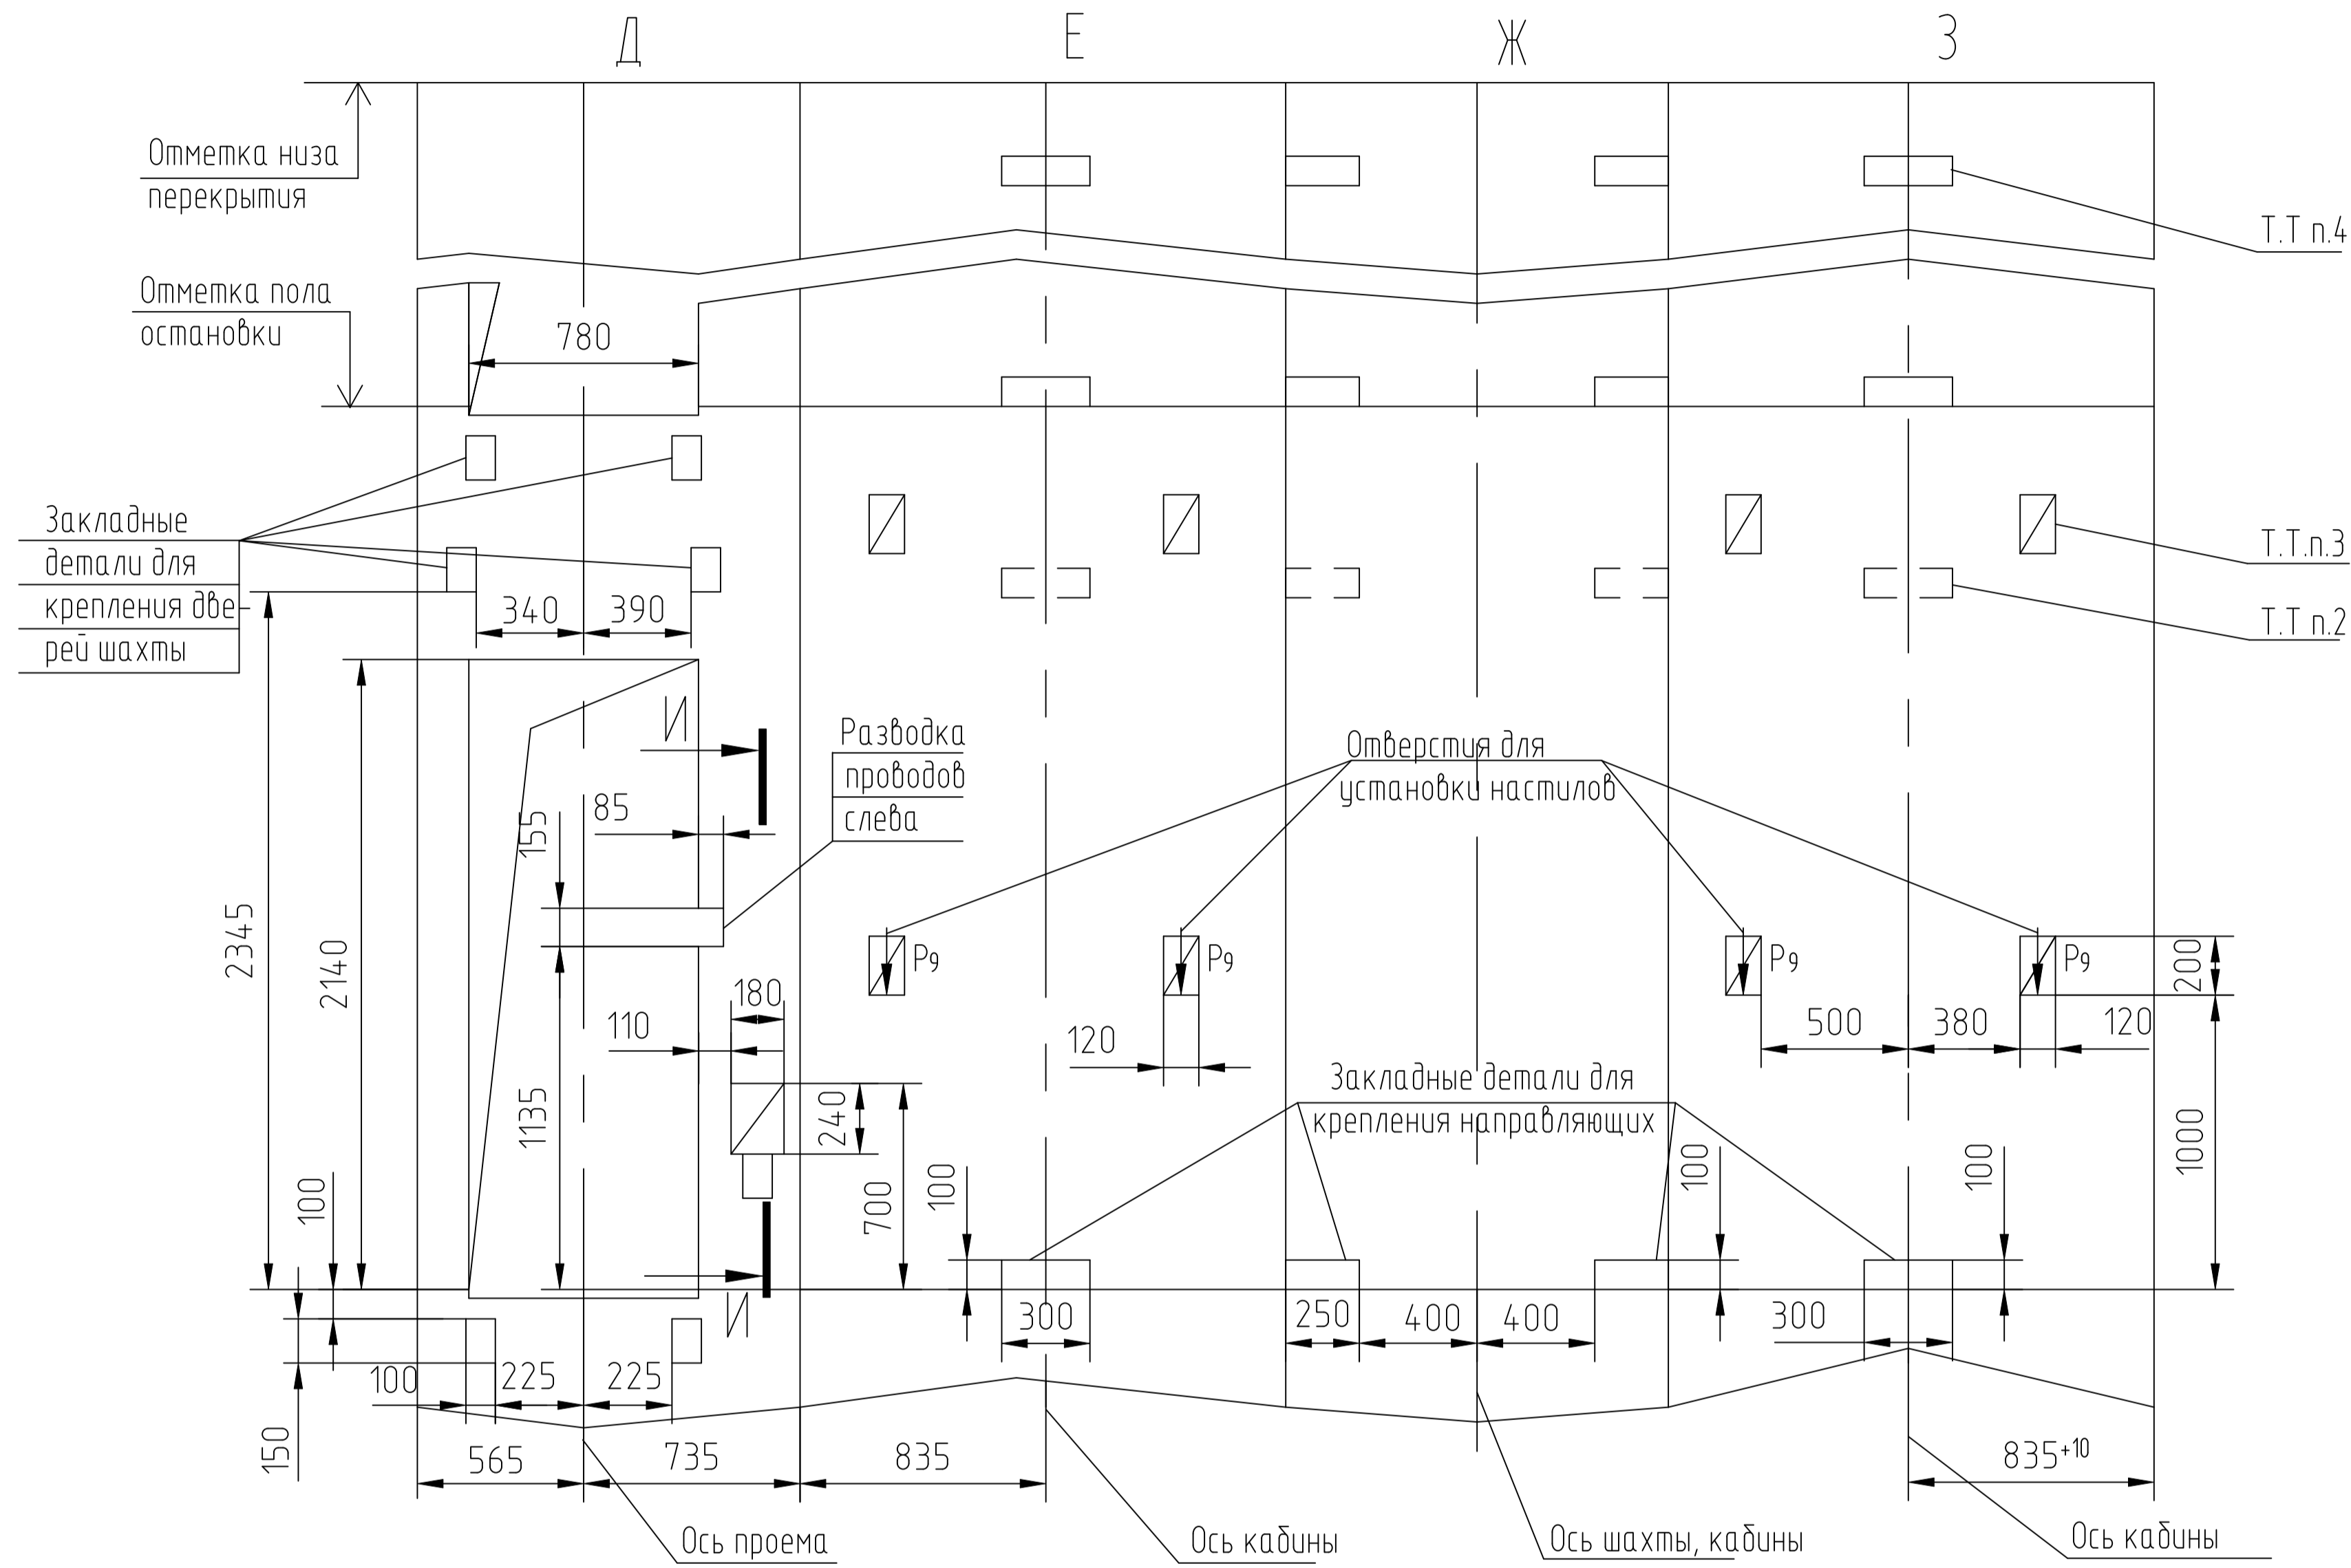 Д Е Ж З
Отметка низа
перекрытия
Т.Т п.4
Отметка пола
остановки
780
Закладные
детали для
крепления две-
рей шахты
Т.Т.п.3
Т.Т п.2
340 390
И
Разводка
проводов
слева
Отверстия для
установки настилов
85
155
2345
2140
Р9 Р9 Р9 Р9
200
180
110
120
500 380 120
1135
240
700
Закладные детали для
крепления направляющих
100
100
100
100
1000
И
300
250 400 400
300
100 225 225
150
565 735 835
835+10
Ось проема
Ось кабины
Ось шахты, кабины
Ось кабины